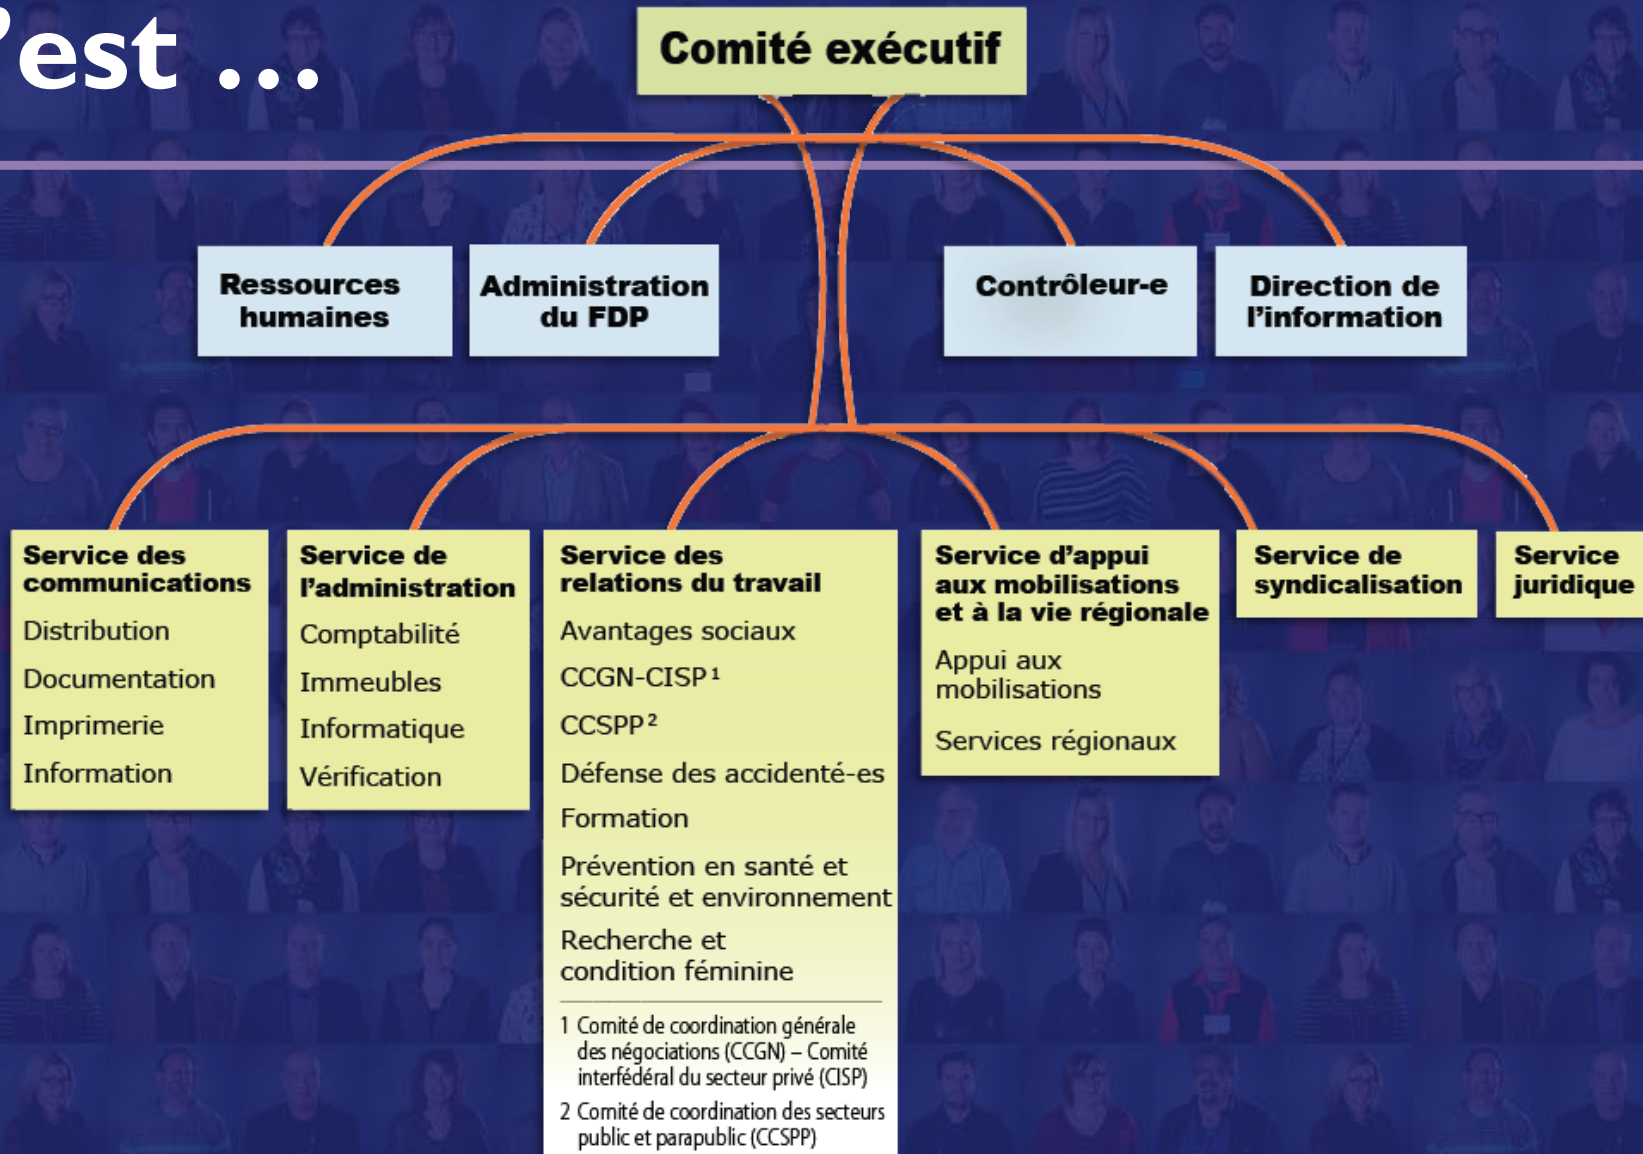 ’est ...
Comité exécutif
Ressources
humaines
Administration
du FDP
Contrôleur-e
Direction de
l’information
Service des
communications
Distribution
Documentation
Imprimerie
Information
Service de
l’administration
Comptabilité
Immeubles
Informatique
Vérification
Service des
relations du travail
Avantages sociaux
CCGN-CISP¹
CCSPP²
Défense des accidenté-es
Formation
Prévention en santé et
sécurité et environnement
Recherche et
condition féminine
1 Comité de coordination générale
des négociations (CCGN) – Comité
interfédéral du secteur privé (CISP)
2 Comité de coordination des secteurs
public et parapublic (CCSPP)
Service d’appui
aux mobilisations
et à la vie régionale
Appui aux
mobilisations
Services régionaux
Service de
syndicalisation
Service
juridique